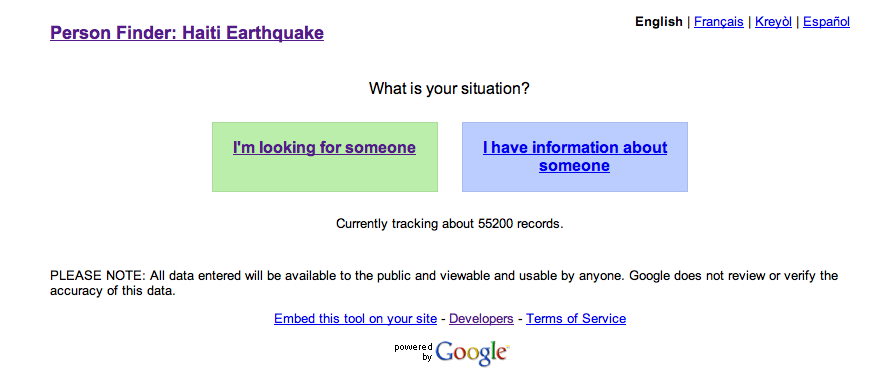 Person Finder: Haiti Earthquake
English | Français | Kreyòl | Español
What is your situation?
I'm looking for someone
I have information about
someone
Currently tracking about 55200 records.
PLEASE NOTE: All data entered will be available to the public and viewable and usable by anyone. Google does not review or verify the
accuracy of this data.
Embed this tool on your site - Developers - Terms of Service
powered
by Google